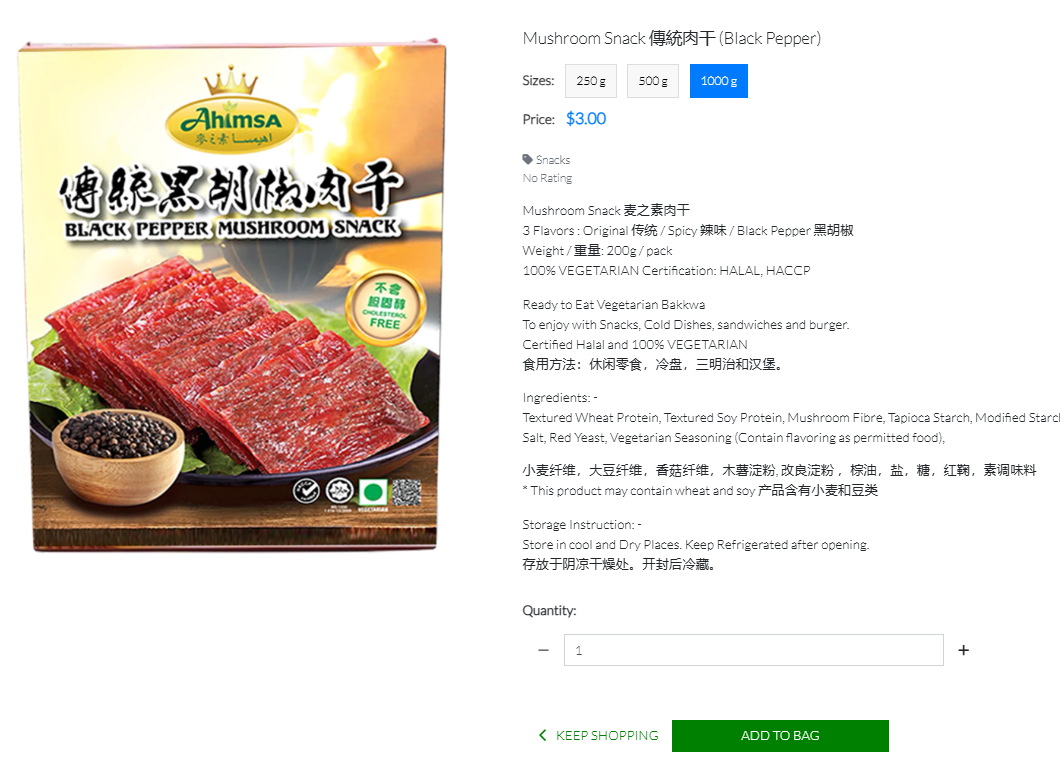 Ahimsa
麥之素 اهيمسا
傳統黑胡椒肉干
BLACK PEPPER MUSHROOM SNACK
不含
胆固醇
CHOLESTEROL
FREE
VEGETARIAN
Mushroom Snack 傳統肉干 (Black Pepper)
Sizes: 250 g 500 g 1000 g
Price: $3.00
Snacks
No Rating
Mushroom Snack 麦之素肉干
3 Flavors : Original 传统 / Spicy 辣味 / Black Pepper 黑胡椒
Weight / 重量: 200g / pack
100% VEGETARIAN Certification: HALAL, HACCP
Ready to Eat Vegetarian Bakkwa
To enjoy with Snacks, Cold Dishes, sandwiches and burger.
Certified Halal and 100% VEGETARIAN
食用方法：休闲零食，冷盘，三明治和汉堡。
Ingredients: -
Textured Wheat Protein, Textured Soy Protein, Mushroom Fibre, Tapioca Starch, Modified Starc
Salt, Red Yeast, Vegetarian Seasoning (Contain flavoring as permitted food),
小麦纤维，大豆纤维，香菇纤维，木薯淀粉, 改良淀粉 ，棕油，盐，糖，红麴，素调味料
* This product may contain wheat and soy 产品含有小麦和豆类
Storage Instruction: -
Store in cool and Dry Places. Keep Refrigerated after opening.
存放于阴凉干燥处。开封后冷藏。
Quantity:
− 1 +
KEEP SHOPPING ADD TO BAG